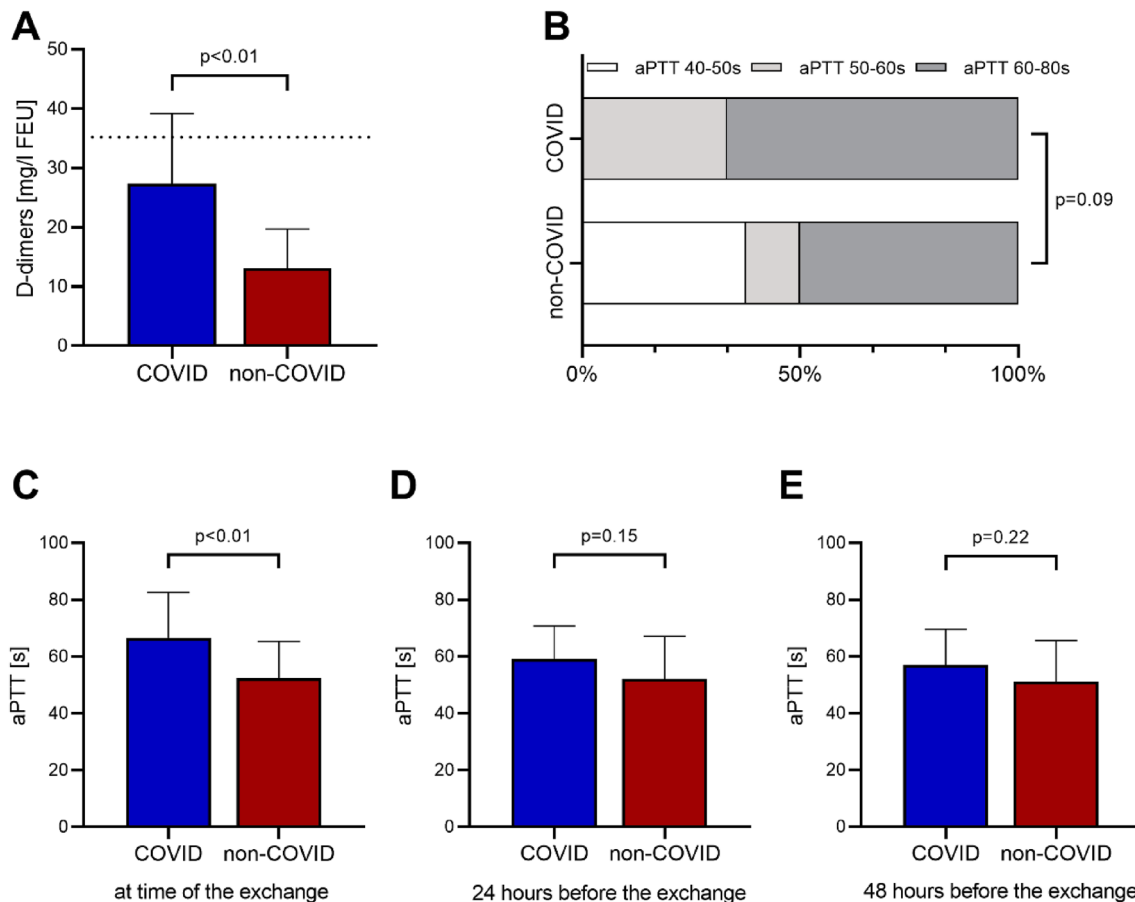 A
50
40
30
20
10
0
D-dimers [mg/l FEU]
p<0.01
COVID
non-COVID
B
aPTT 40-50s
aPTT 50-60s
aPTT 60-80s
COVID
non-COVID
p=0.09
0%
50%
100%
C
100
80
60
40
20
0
aPTT [s]
p<0.01
COVID
non-COVID
at time of the exchange
D
100
80
60
40
20
0
aPTT [s]
p=0.15
COVID
non-COVID
24 hours before the exchange
E
100
80
60
40
20
0
aPTT [s]
p=0.22
COVID
non-COVID
48 hours before the exchange